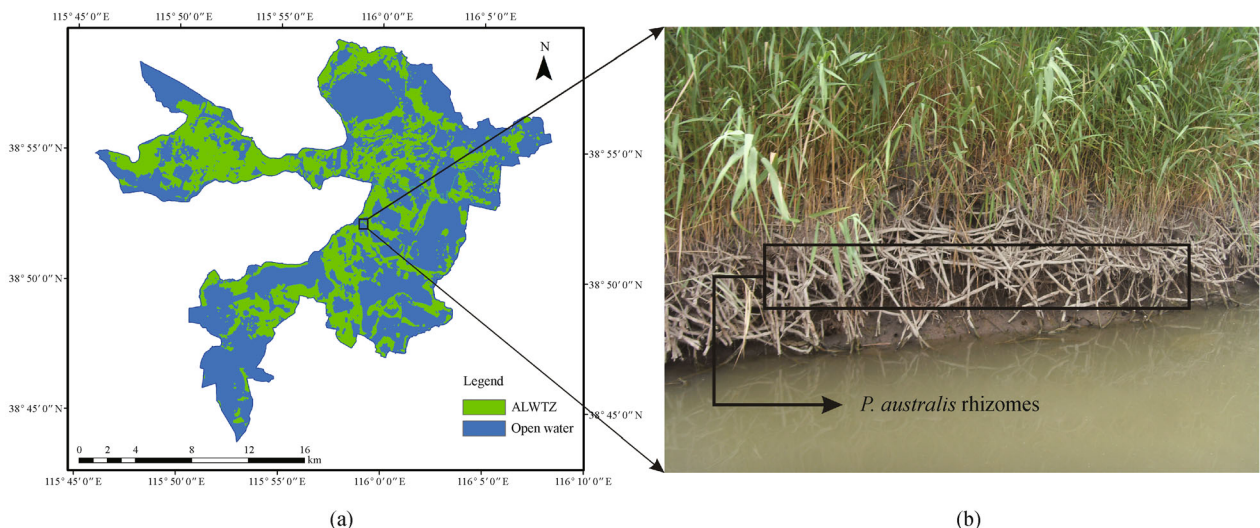 115°45′0″E 115°50′0″E 115°55′0″E 116°0′0″E 116°5′0″E
N
38°55′0″N 38°55′0″N
38°50′0″N 38°50′0″N
38°45′0″N 38°45′0″N
Legend
ALWTZ
Open water
0 2 4 8 12 16
km
115°45′0″E 115°50′0″E 115°55′0″E 116°0′0″E 116°5′0″E 116°10′0″E
P. australis rhizomes
(a) (b)